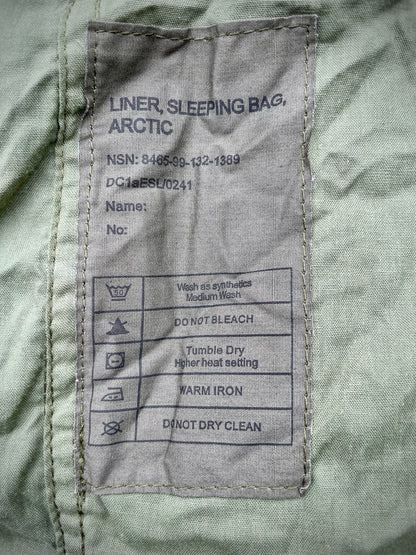 LINER, SLEEPING BAG,
ARCTIC
NSN: 8465-99-132-1389
DC1aESL/0241
Name:
No:
50
Wash as synthetics
Medium Wash
DO NOT BLEACH
Tumble Dry
Higher heat setting
WARM IRON
DO NOT DRY CLEAN